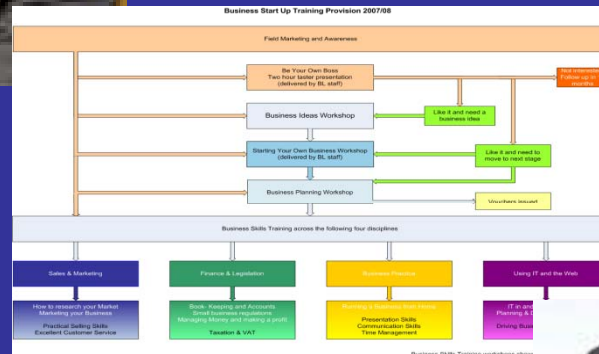 Business Start Up Training Provision 2007/08
Field Marketing and Awareness
Be Your Own Boss
Two hour taster presentation
(delivered by BL staff)
Not Intereste
Follow up in
months
Business Ideas Workshop
Like it and need a
business idea
Starting Your Own Business Workshop
(delivered by BL staff)
Like it and need to
move to next stage
Business Planning Workshop
Vouchers issued
Business Skills Training across the following four disciplines
Sales & Marketing
Finance & Legislation
Business Practice
Using IT and the Web
How to research your Market
Marketing your Business
Practical Selling Skills
Excellent Customer Service
Book- Keeping and Accounts
Small business regulations
Managing Money and making a profit
Taxation & VAT
Running a Business from Home
Presentation Skills
Communication Skills
Time Management
IT in
Planning &
Driving Bus
Business Skills Training workshops